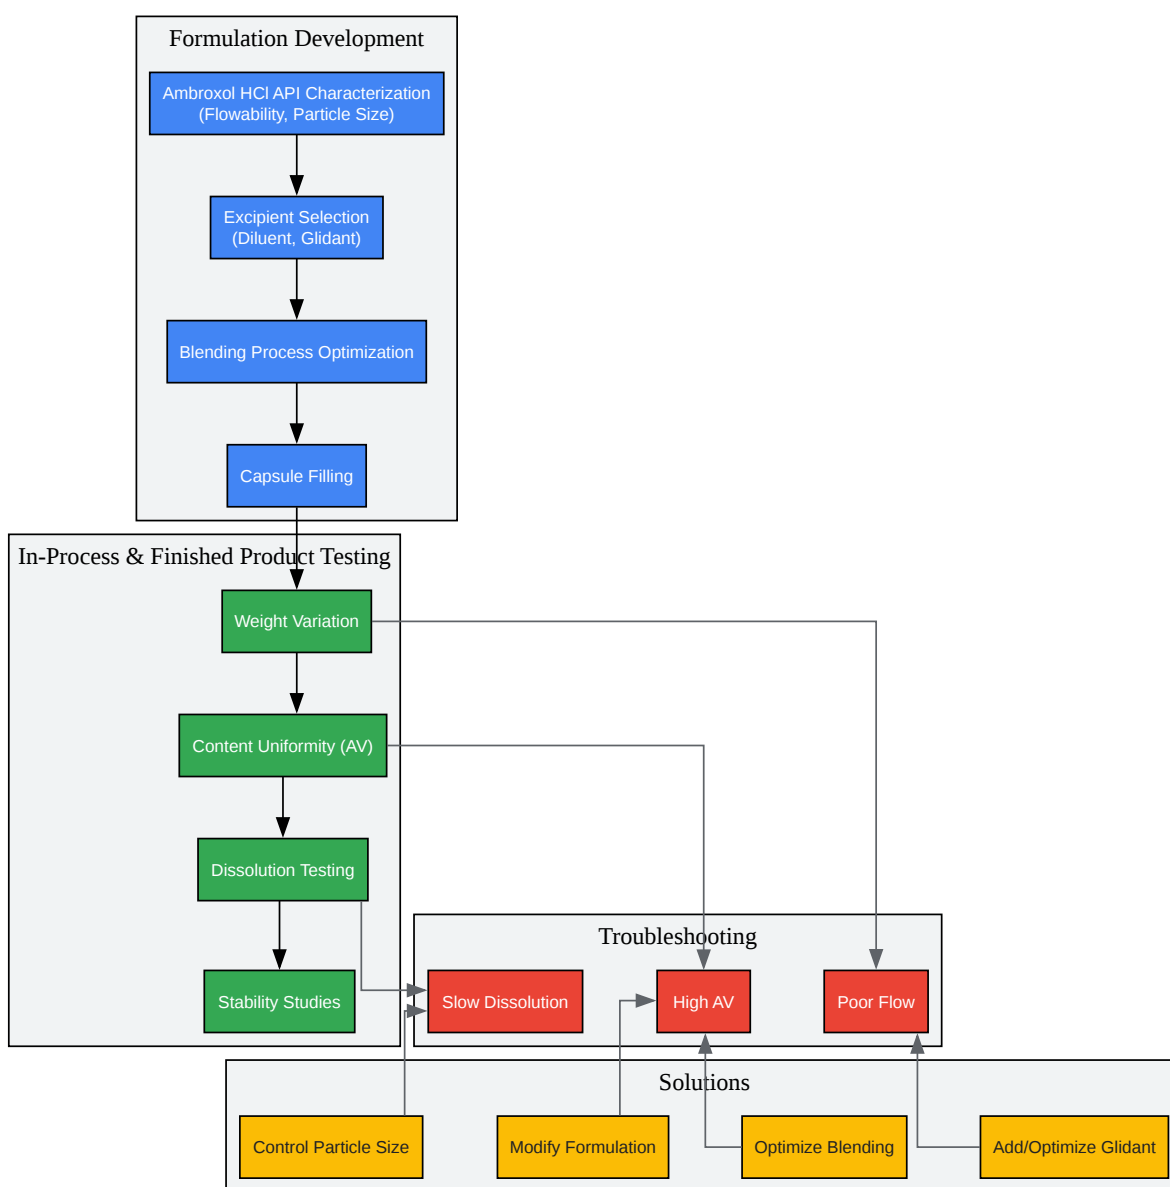 Formulation Development
Ambroxol HCl API Characterization
(Flowability, Particle Size)
Excipient Selection
(Diluent, Glidant)
Blending Process Optimization
Capsule Filling
In-Process & Finished Product Testing
Weight Variation
Content Uniformity (AV)
Dissolution Testing
Stability Studies
Troubleshooting
Slow Dissolution
High AV
Poor Flow
Solutions
Control Particle Size
Modify Formulation
Optimize Blending
Add/Optimize Glidant